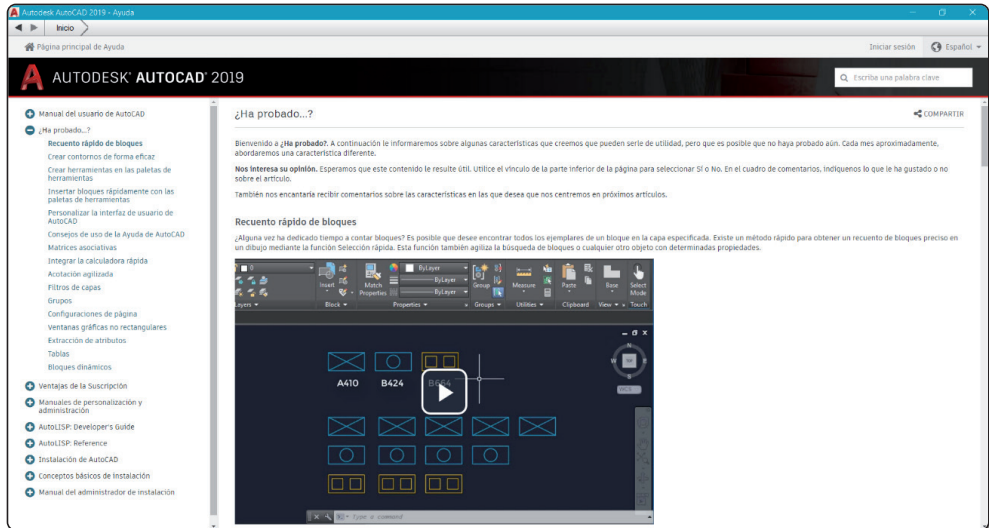 Autodesk AutoCAD 2019 - Ayuda
Inicio
Página principal de Ayuda
Iniciar sesión
Español
AUTODESK® AUTOCAD® 2019
Escriba una palabra clave
Manual del usuario de AutoCAD
¿Ha probado...?
Recuento rápido de bloques
Crear contornos de forma eficaz
Crear herramientas en las paletas de
herramientas
Insertar bloques rápidamente con las
paletas de herramientas
Personalizar la interfaz de usuario de
AutoCAD
Consejos de uso de la Ayuda de AutoCAD
Matrices asociativas
Integrar la calculadora rápida
Acotación agilizada
Filtros de capas
Grupos
Configuraciones de página
Ventanas gráficas no rectangulares
Extracción de atributos
Tablas
Bloques dinámicos
Ventajas de la Suscripción
Manuales de personalización y
administración
AutoLISP: Developer's Guide
AutoLISP: Reference
Instalación de AutoCAD
Conceptos básicos de instalación
Manual del administrador de instalación
¿Ha probado...?
COMPARTIR
Bienvenido a ¿Ha probado?. A continuación le informaremos sobre algunas características que creemos que pueden serle de utilidad, pero que es posible que no haya probado aún. Cada mes aproximadamente,
abordaremos una característica diferente.
Nos interesa su opinión. Esperamos que este contenido le resulte útil. Utilice el vínculo de la parte inferior de la página para seleccionar Sí o No. En el cuadro de comentarios, indíquenos lo que le ha gustado o no
sobre el artículo.
También nos encantaría recibir comentarios sobre las características en las que desea que nos centremos en próximos artículos.
Recuento rápido de bloques
¿Alguna vez ha dedicado tiempo a contar bloques? Es posible que desee encontrar todos los ejemplares de un bloque en la capa especificada. Existe un método rápido para obtener un recuento de bloques preciso en
un dibujo mediante la función Selección rápida. Esta función también agiliza la búsqueda de bloques o cualquier otro objeto con determinadas propiedades.
0
Insert
Match
Properties
ByLayer
ByLayer
ByLayer
Group
Measure
Paste
Base
Select
Mode
Layers
Block
Properties
Groups
Utilities
Clipboard
View
Touch
N
W
A410 B424 B664
Type a command